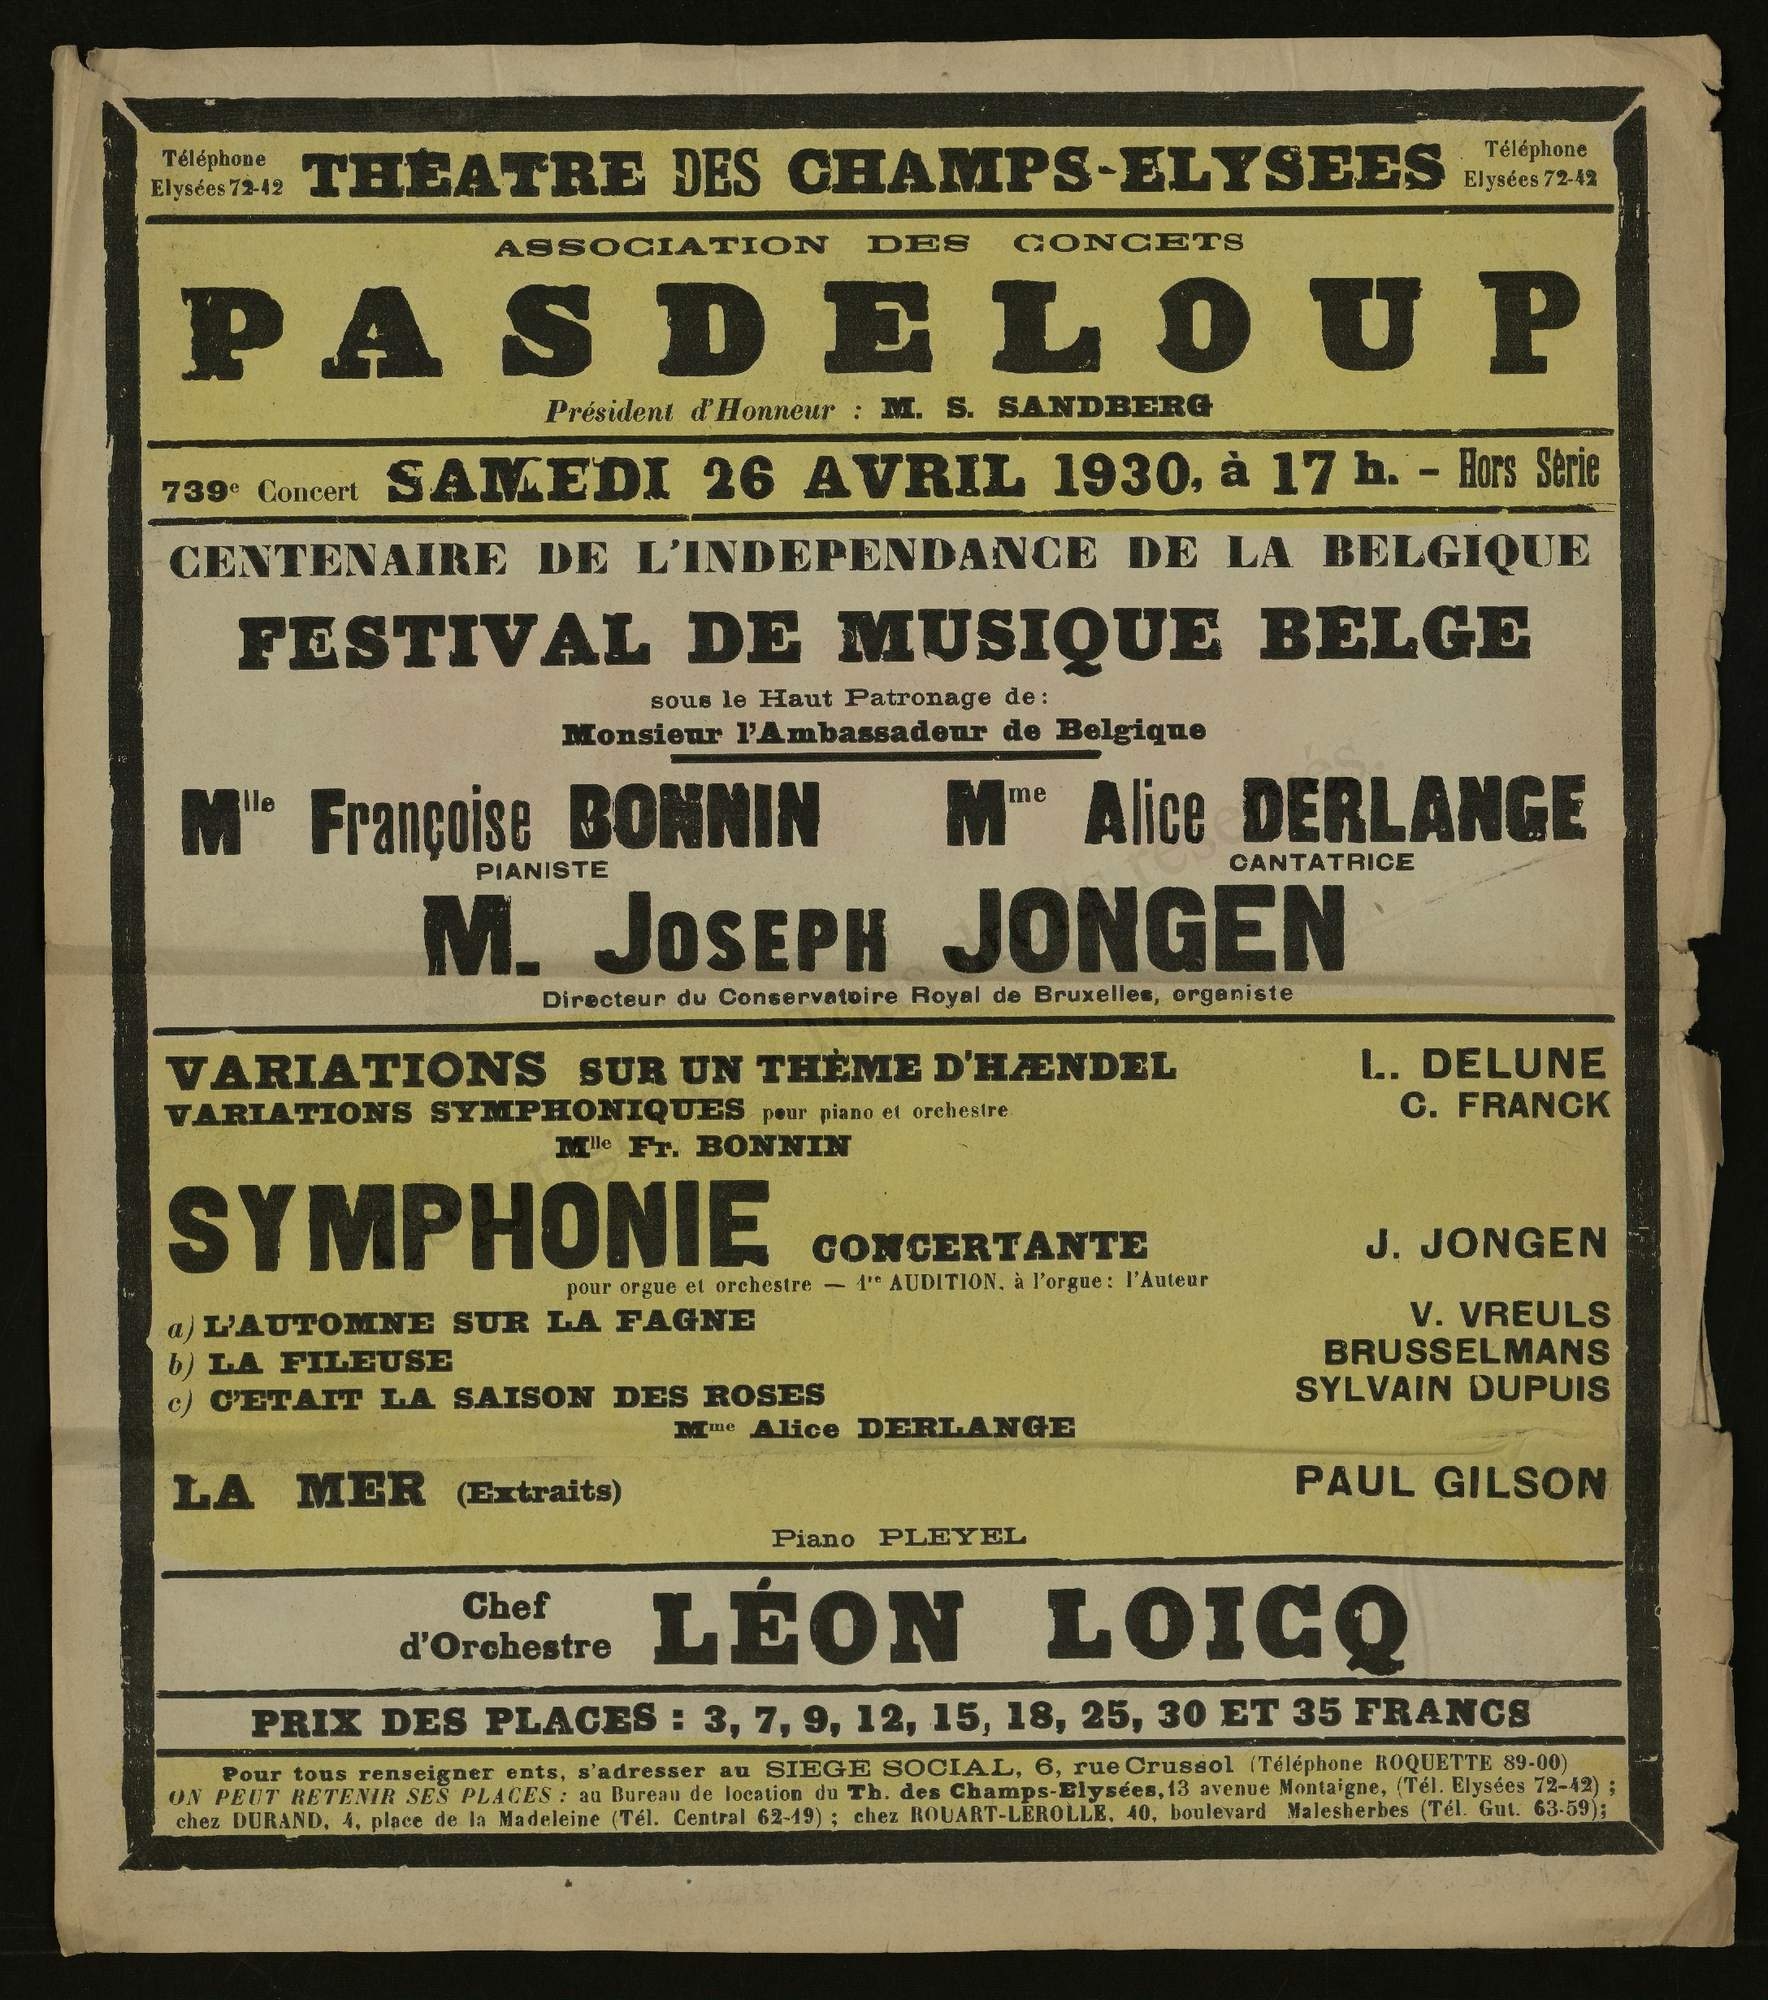 Téléphone
Elysées 72-42
THÉATRE DES CHAMPS-ELYSEES
Téléphone
Elysées 72-42
ASSOCIATION DES CONCETS
PASDELOUP
Président d'Honneur : M. S. SANDBERG
739e Concert SAMEDI 26 AVRIL 1930, à 17 h. - Hors Série
CENTENAIRE DE L'INDEPENDANCE DE LA BELGIQUE
FESTIVAL DE MUSIQUE BELGE
sous le Haut Patronage de:
Monsieur l'Ambassadeur de Belgique
Mlle Françoise BONNIN Mme Alice DERLANGE
PIANISTE CANTATRICE
M. JOSEPH JONGEN
Directeur du Conservatoire Royal de Bruxelles, organiste
VARIATIONS SUR UN THÈME D'HÆNDEL L. DELUNE
VARIATIONS SYMPHONIQUES pour piano et orchestre C. FRANCK
Mlle Fr. BONNIN
SYMPHONIE CONCERTANTE J. JONGEN
pour orgue et orchestre — 1re AUDITION, à l'orgue: l'Auteur
a) L'AUTOMNE SUR LA FAGNE V. VREULS
b) LA FILEUSE BRUSSELMANS
c) C'ETAIT LA SAISON DES ROSES SYLVAIN DUPUIS
Mme Alice DERLANGE
LA MER (Extraits) PAUL GILSON
Piano PLEYEL
Chef
d'Orchestre
LÉON LOICQ
PRIX DES PLACES : 3, 7, 9, 12, 15, 18, 25, 30 ET 35 FRANCS
Pour tous renseigner ents, s'adresser au SIEGE SOCIAL, 6, rue Crussol (Téléphone ROQUETTE 89-00)
ON PEUT RETENIR SES PLACES : au Bureau de location du Th. des Champs-Elysées, 13 avenue Montaigne, (Tél. Elysées 72-42) ;
chez DURAND, 4, place de la Madeleine (Tél. Central 62-19) ; chez ROUART-LEROLLE, 40, boulevard Malesherbes (Tél. Gut. 63-59);